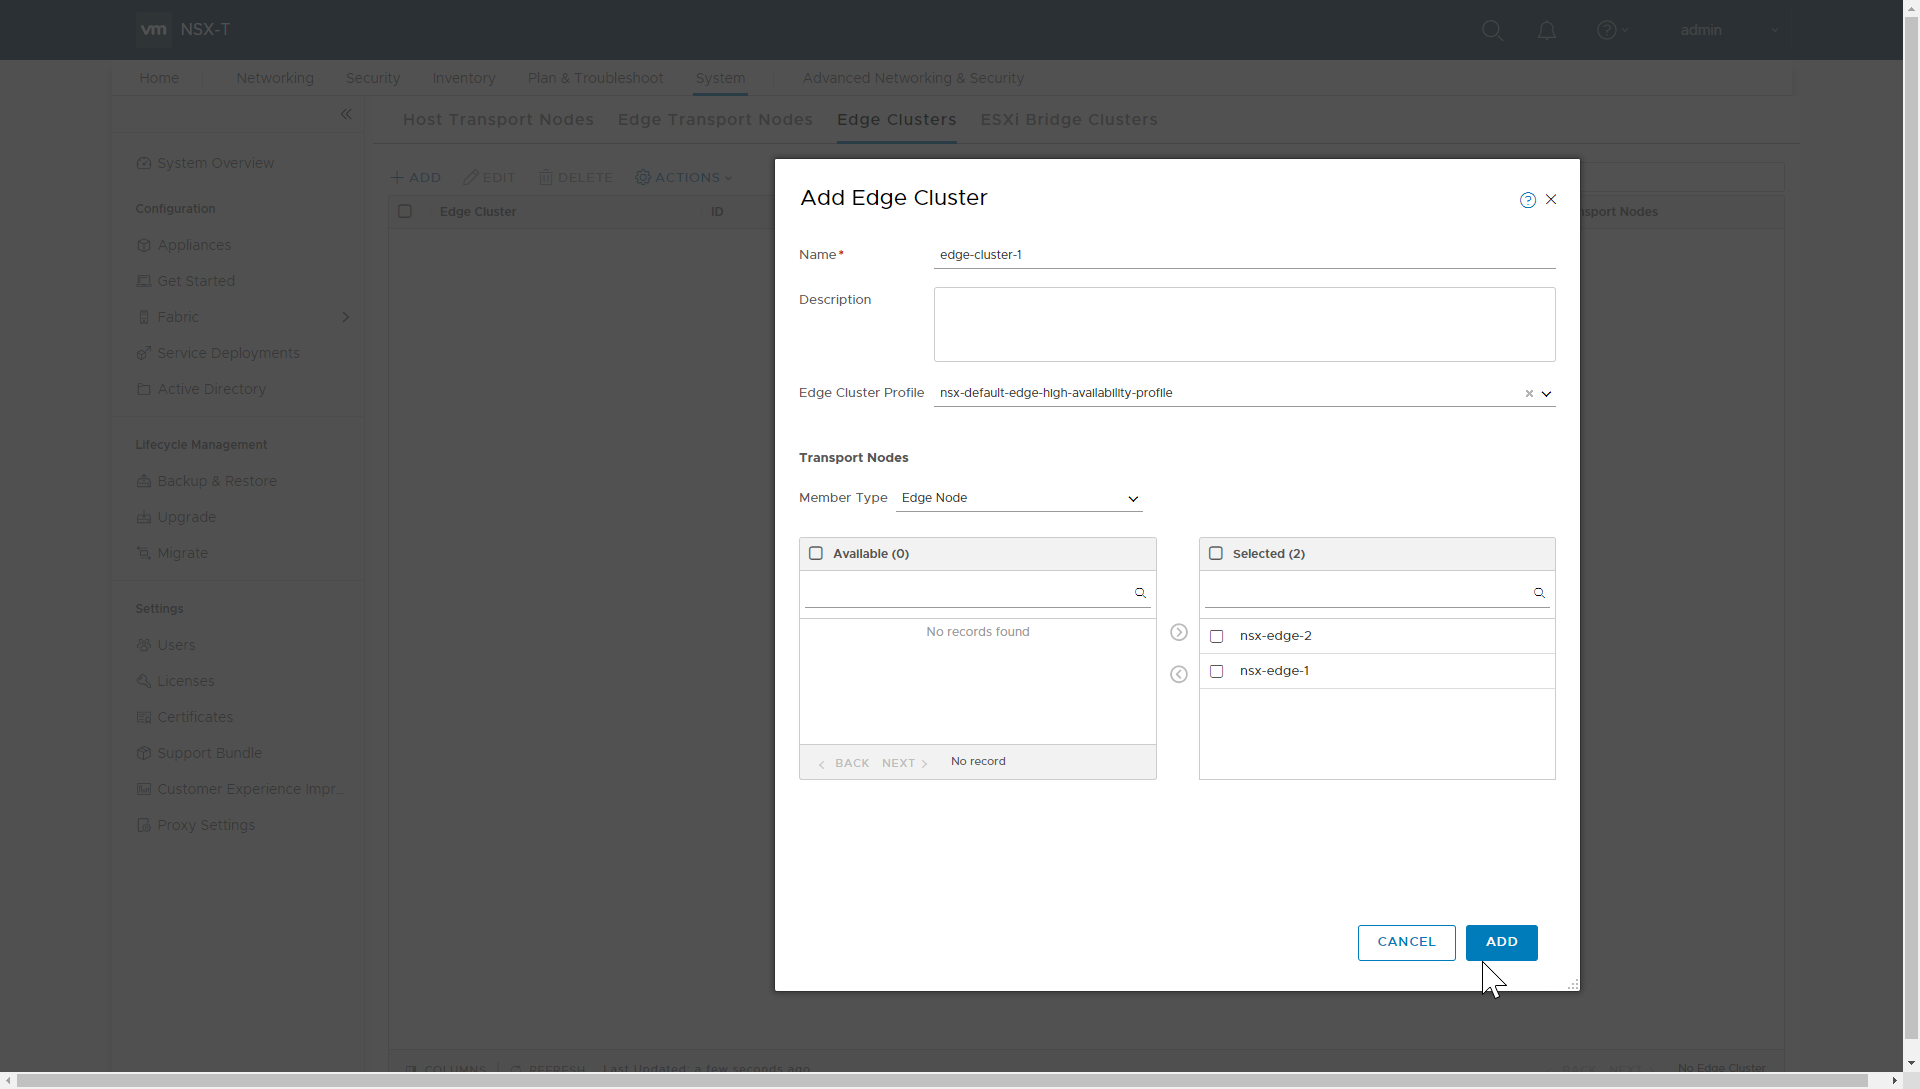 vm NSX-T admin
Home Networking Security Inventory Plan & Troubleshoot System Advanced Networking & Security
Host Transport Nodes Edge Transport Nodes Edge Clusters ESXi Bridge Clusters
System Overview
Configuration
Appliances
Get Started
Fabric
Service Deployments
Active Directory
Lifecycle Management
Backup & Restore
Upgrade
Migrate
Settings
Users
Licenses
Certificates
Support Bundle
Customer Experience Impr...
Proxy Settings
ADD EDIT DELETE ACTIONS
Edge Cluster ID nsport Nodes
Add Edge Cluster
Name*
edge-cluster-1
Description
Edge Cluster Profile
nsx-default-edge-high-availability-profile
Transport Nodes
Member Type Edge Node
Available (0)
No records found
BACK NEXT No record
Selected (2)
nsx-edge-2
nsx-edge-1
CANCEL ADD
COLUMNS REFRESH Last Updated: a few seconds ago BACK NEXT No Edge Cluster